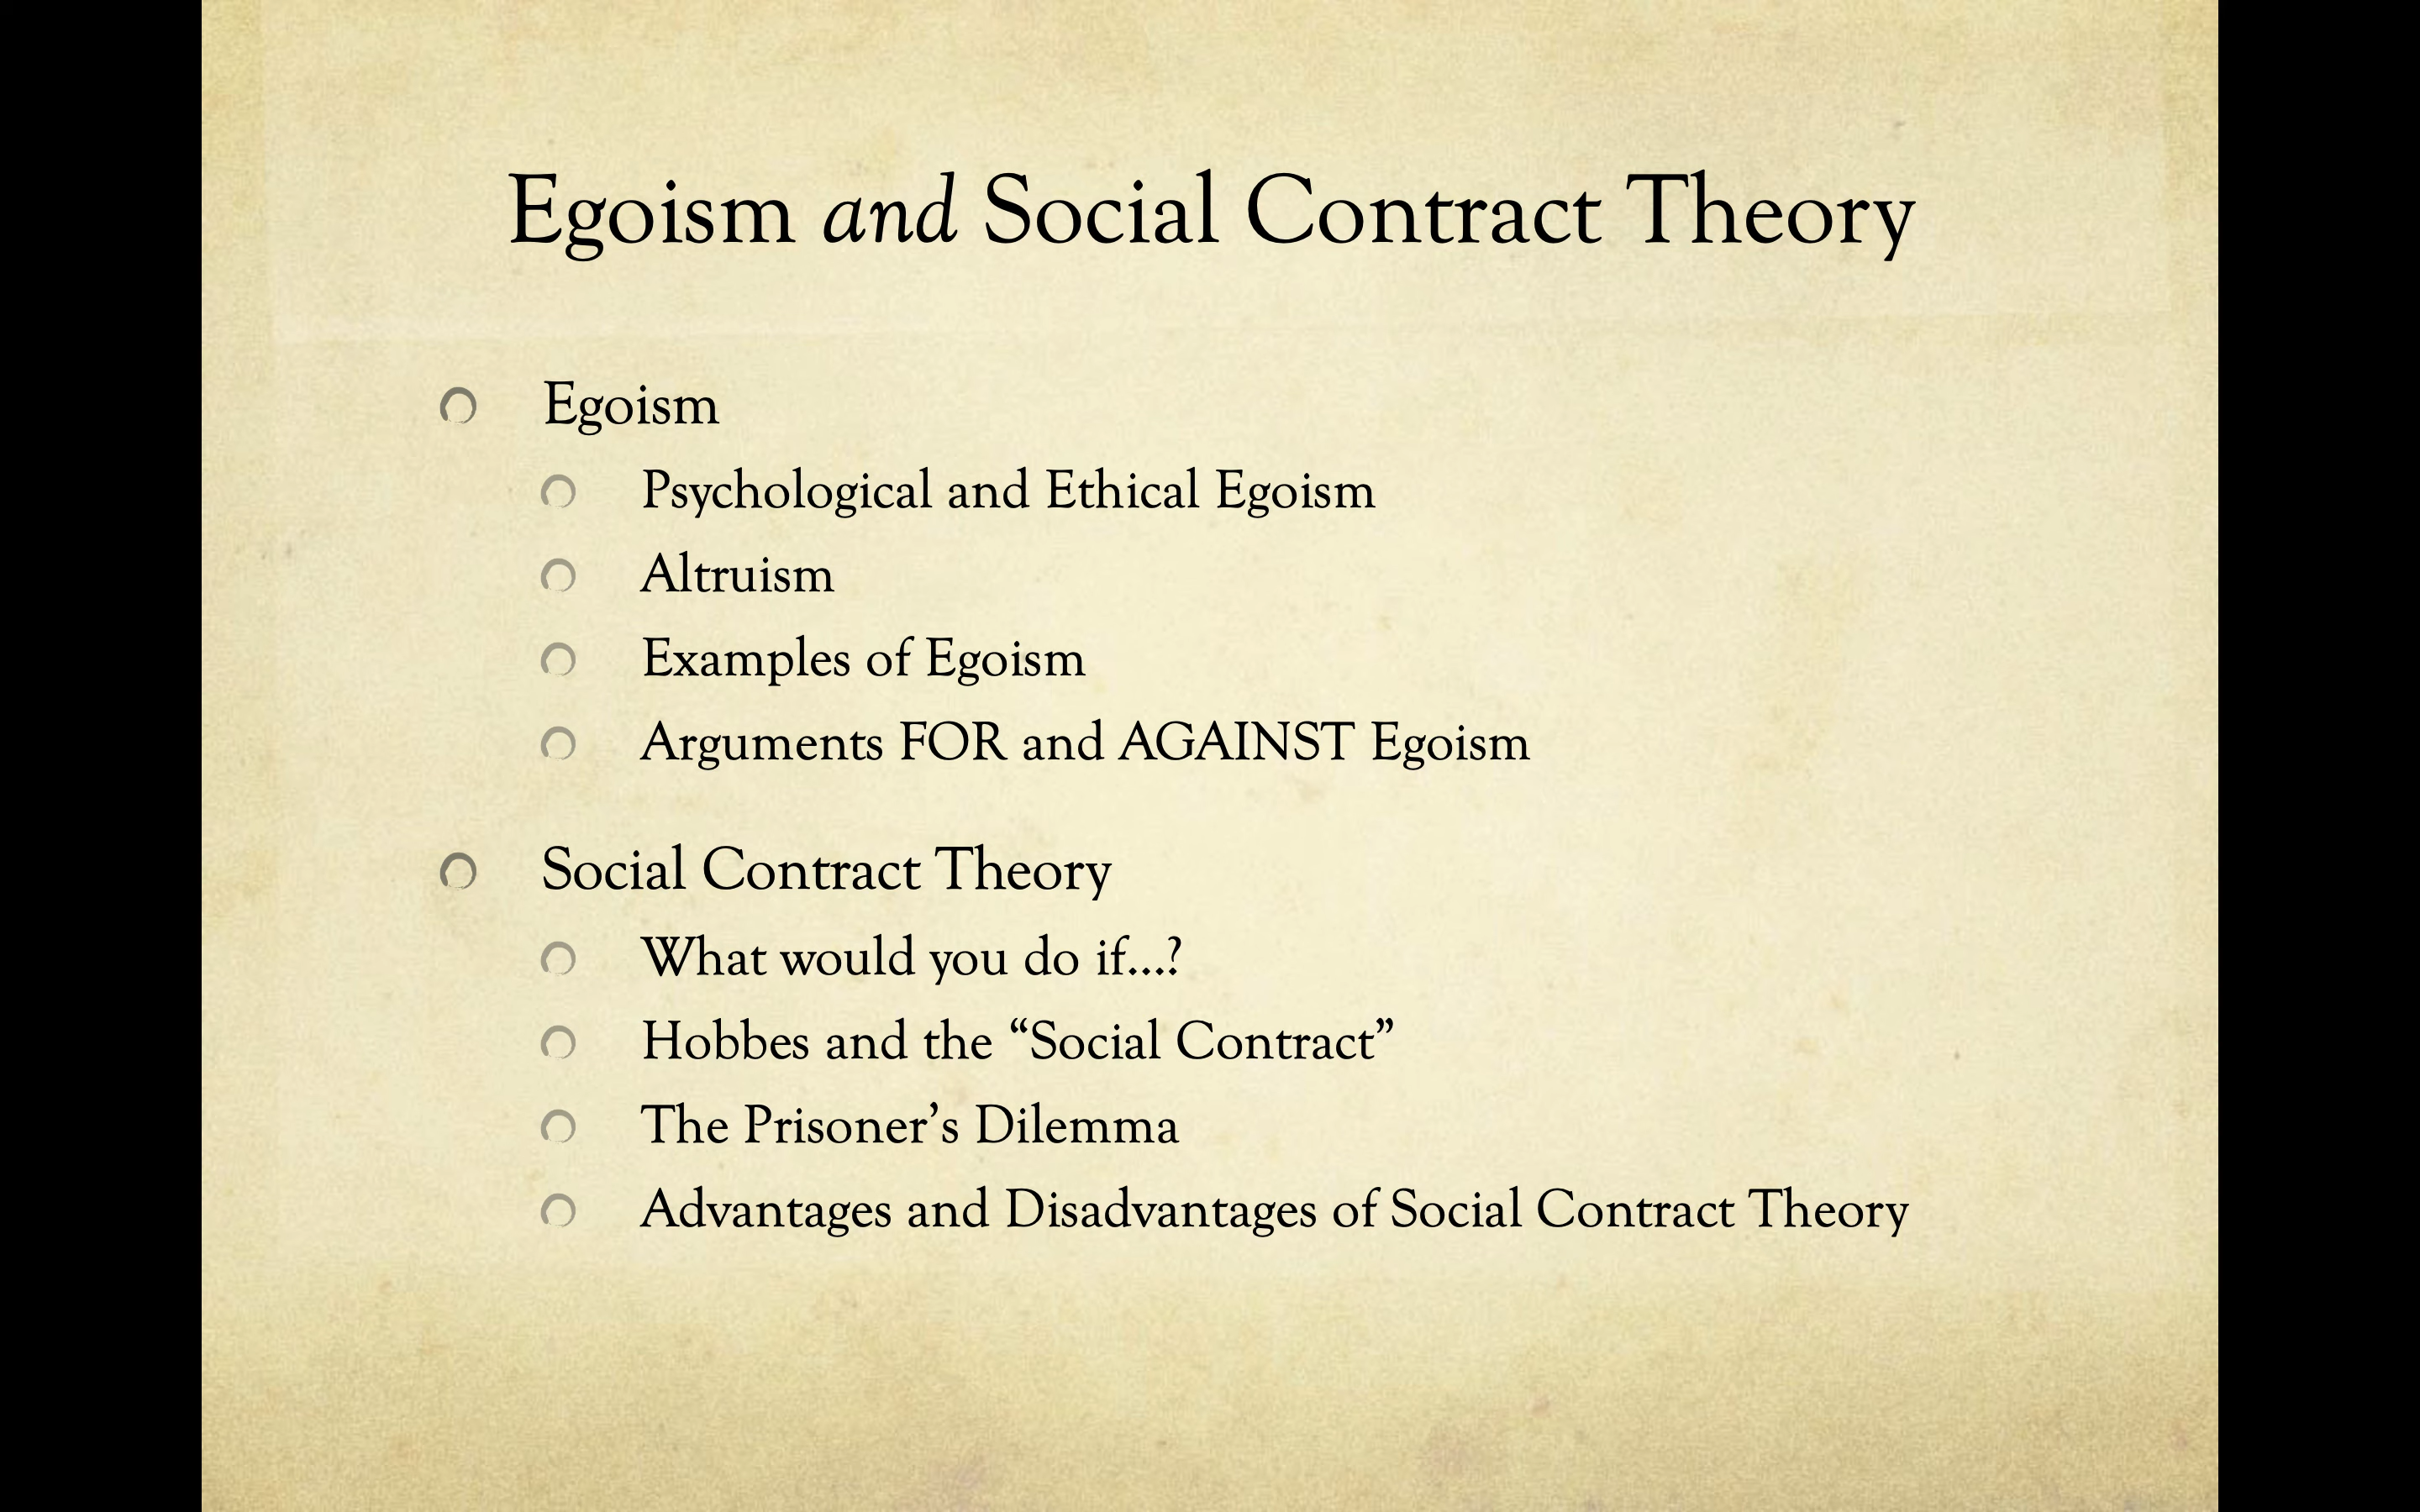 Egoism and Social Contract Theory
Egoism
Psychological and Ethical Egoism
Altruism
Examples of Egoism
Arguments FOR and AGAINST Egoism
Social Contract Theory
What would you do if…?
Hobbes and the “Social Contract”
The Prisoner’s Dilemma
Advantages and Disadvantages of Social Contract Theory